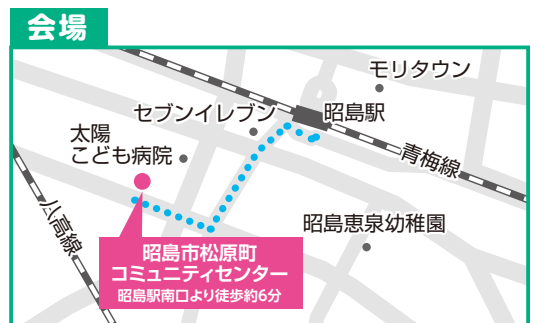 会場
モリタウン
セブンイレブン
昭島駅
太陽
こども病院
青梅線
八高線
昭島恵泉幼稚園
昭島市松原町
コミュニティセンター
昭島駅南口より徒歩約6分